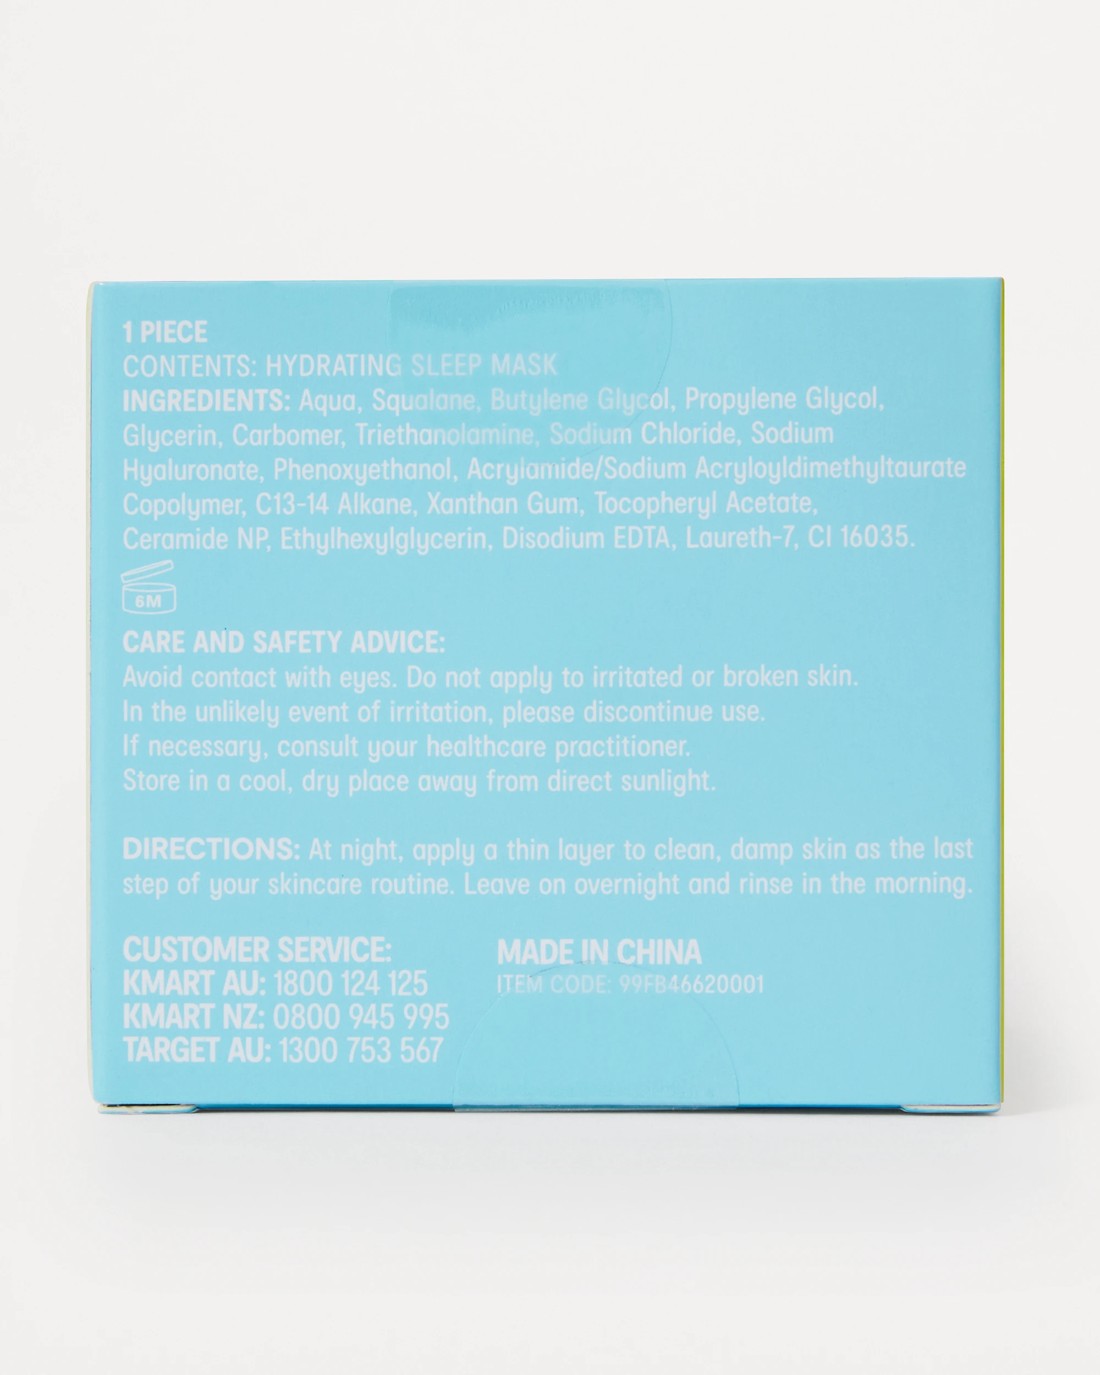 1 PIECE
CONTENTS: HYDRATING SLEEP MASK
INGREDIENTS: Aqua, Squalane, Butylene Glycol, Propylene Glycol,
Glycerin, Carbomer, Triethanolamine, Sodium Chloride, Sodium
Hyaluronate, Phenoxyethanol, Acrylamide/Sodium Acryloyldimethyltaurate
Copolymer, C13-14 Alkane, Xanthan Gum, Tocopheryl Acetate,
Ceramide NP, Ethylhexylglycerin, Disodium EDTA, Laureth-7, CI 16035.
6M
CARE AND SAFETY ADVICE:
Avoid contact with eyes. Do not apply to irritated or broken skin.
In the unlikely event of irritation, please discontinue use.
If necessary, consult your healthcare practitioner.
Store in a cool, dry place away from direct sunlight.
DIRECTIONS: At night, apply a thin layer to clean, damp skin as the last
step of your skincare routine. Leave on overnight and rinse in the morning.
CUSTOMER SERVICE:
KMART AU: 1800 124 125
KMART NZ: 0800 945 995
TARGET AU: 1300 753 567
MADE IN CHINA
ITEM CODE: 99FB46620001